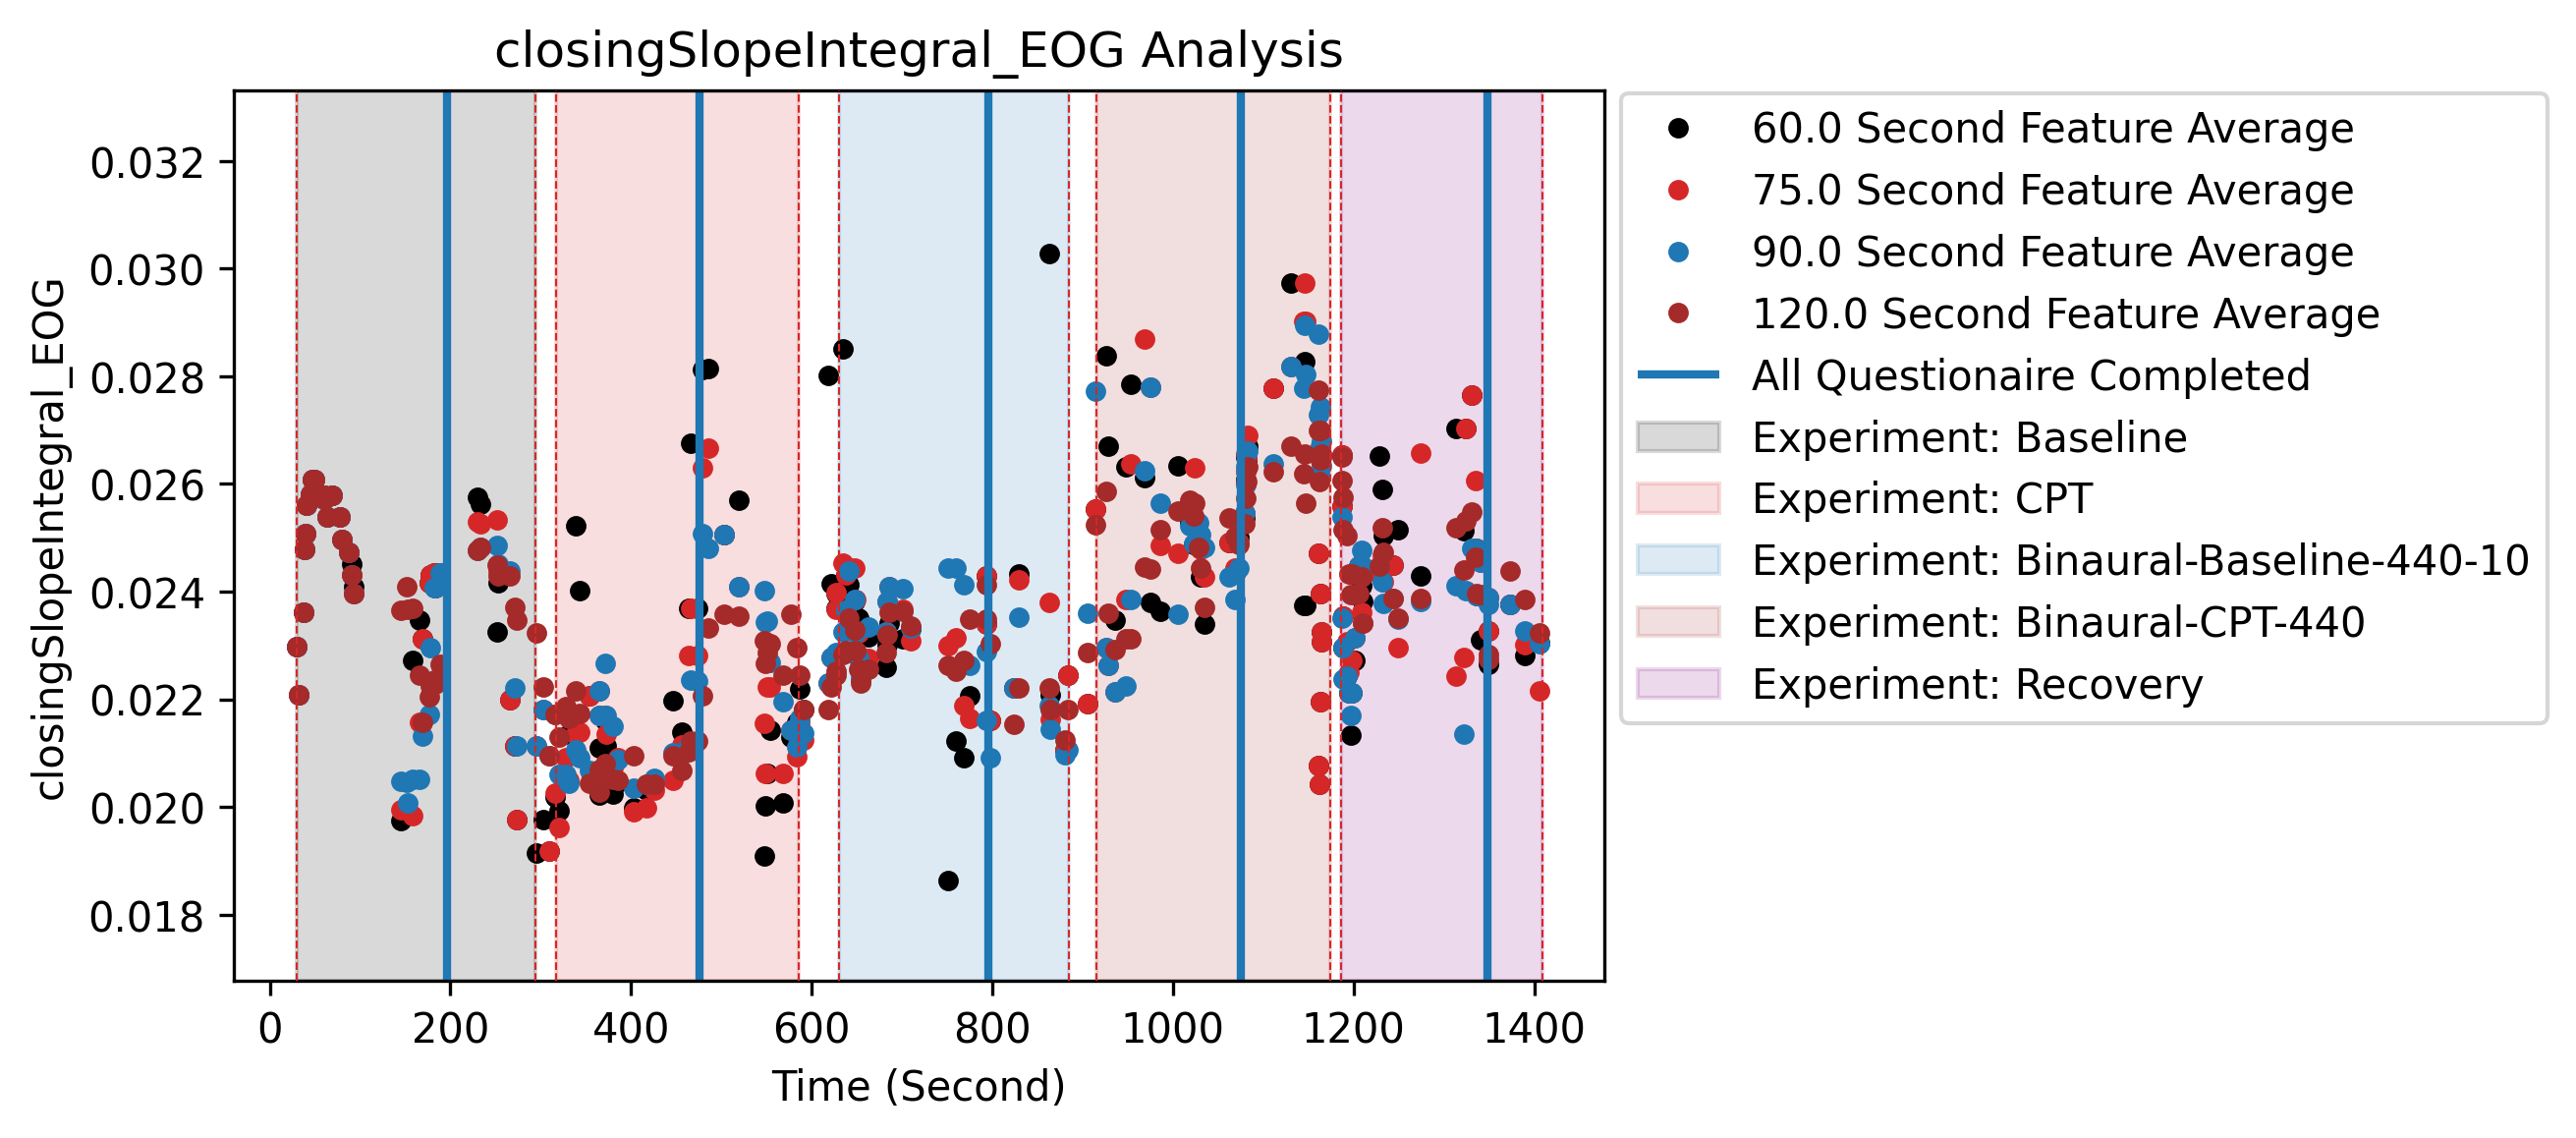 closingSlopeIntegral_EOG Analysis
closingSlopeIntegral_EOG
0.032
0.030
0.028
0.026
0.024
0.022
0.020
0.018
0 200 400 600 800 1000 1200 1400
Time (Second)
60.0 Second Feature Average
75.0 Second Feature Average
90.0 Second Feature Average
120.0 Second Feature Average
All Questionaire Completed
Experiment: Baseline
Experiment: CPT
Experiment: Binaural-Baseline-440-10
Experiment: Binaural-CPT-440
Experiment: Recovery